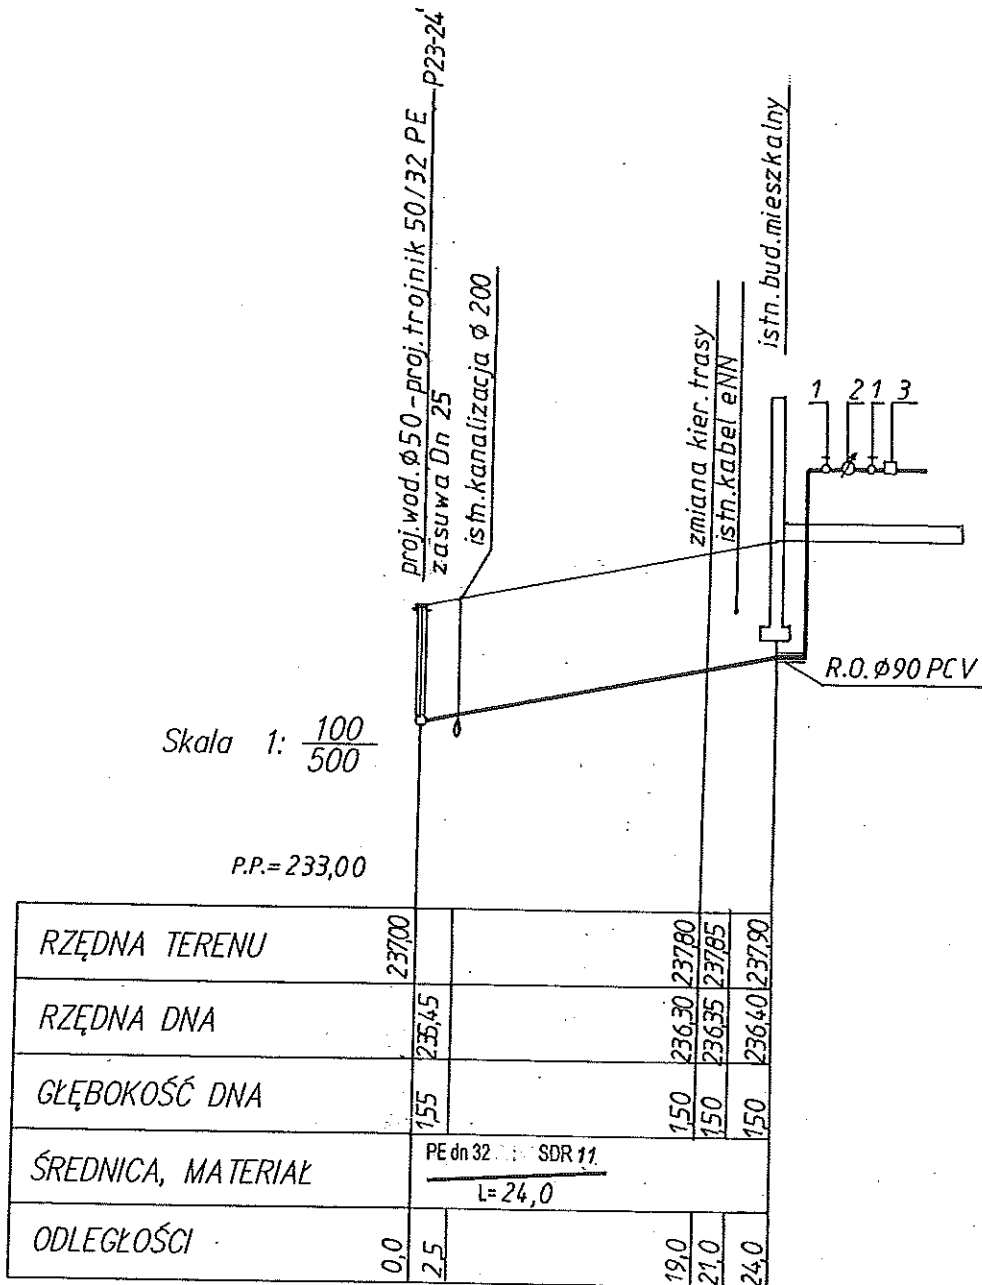 proj.wod.ϕ50-proj.trojnik 50/32 PE P23-24'
zasuwa Dn 25
istn.kanalizacja ϕ 200
zmiana kier.trasy
istn.kabel eNN
istn.bud.mieszkalny
1 2 1 3
R.O.ϕ90 PCV
Skala 1: 100
500
P.P.= 233,00
RZĘDNA TERENU 237,00 237,80 237,85 237,90
RZĘDNA DNA 235,45 236,30 236,35 236,40
GŁĘBOKOŚĆ DNA 1,55 1,50 1,50 1,50
ŚREDNICA, MATERIAŁ PE dn 32 SDR 11
L= 24,0
ODLEGŁOŚCI 0,0 2,5 19,0 21,0 24,0